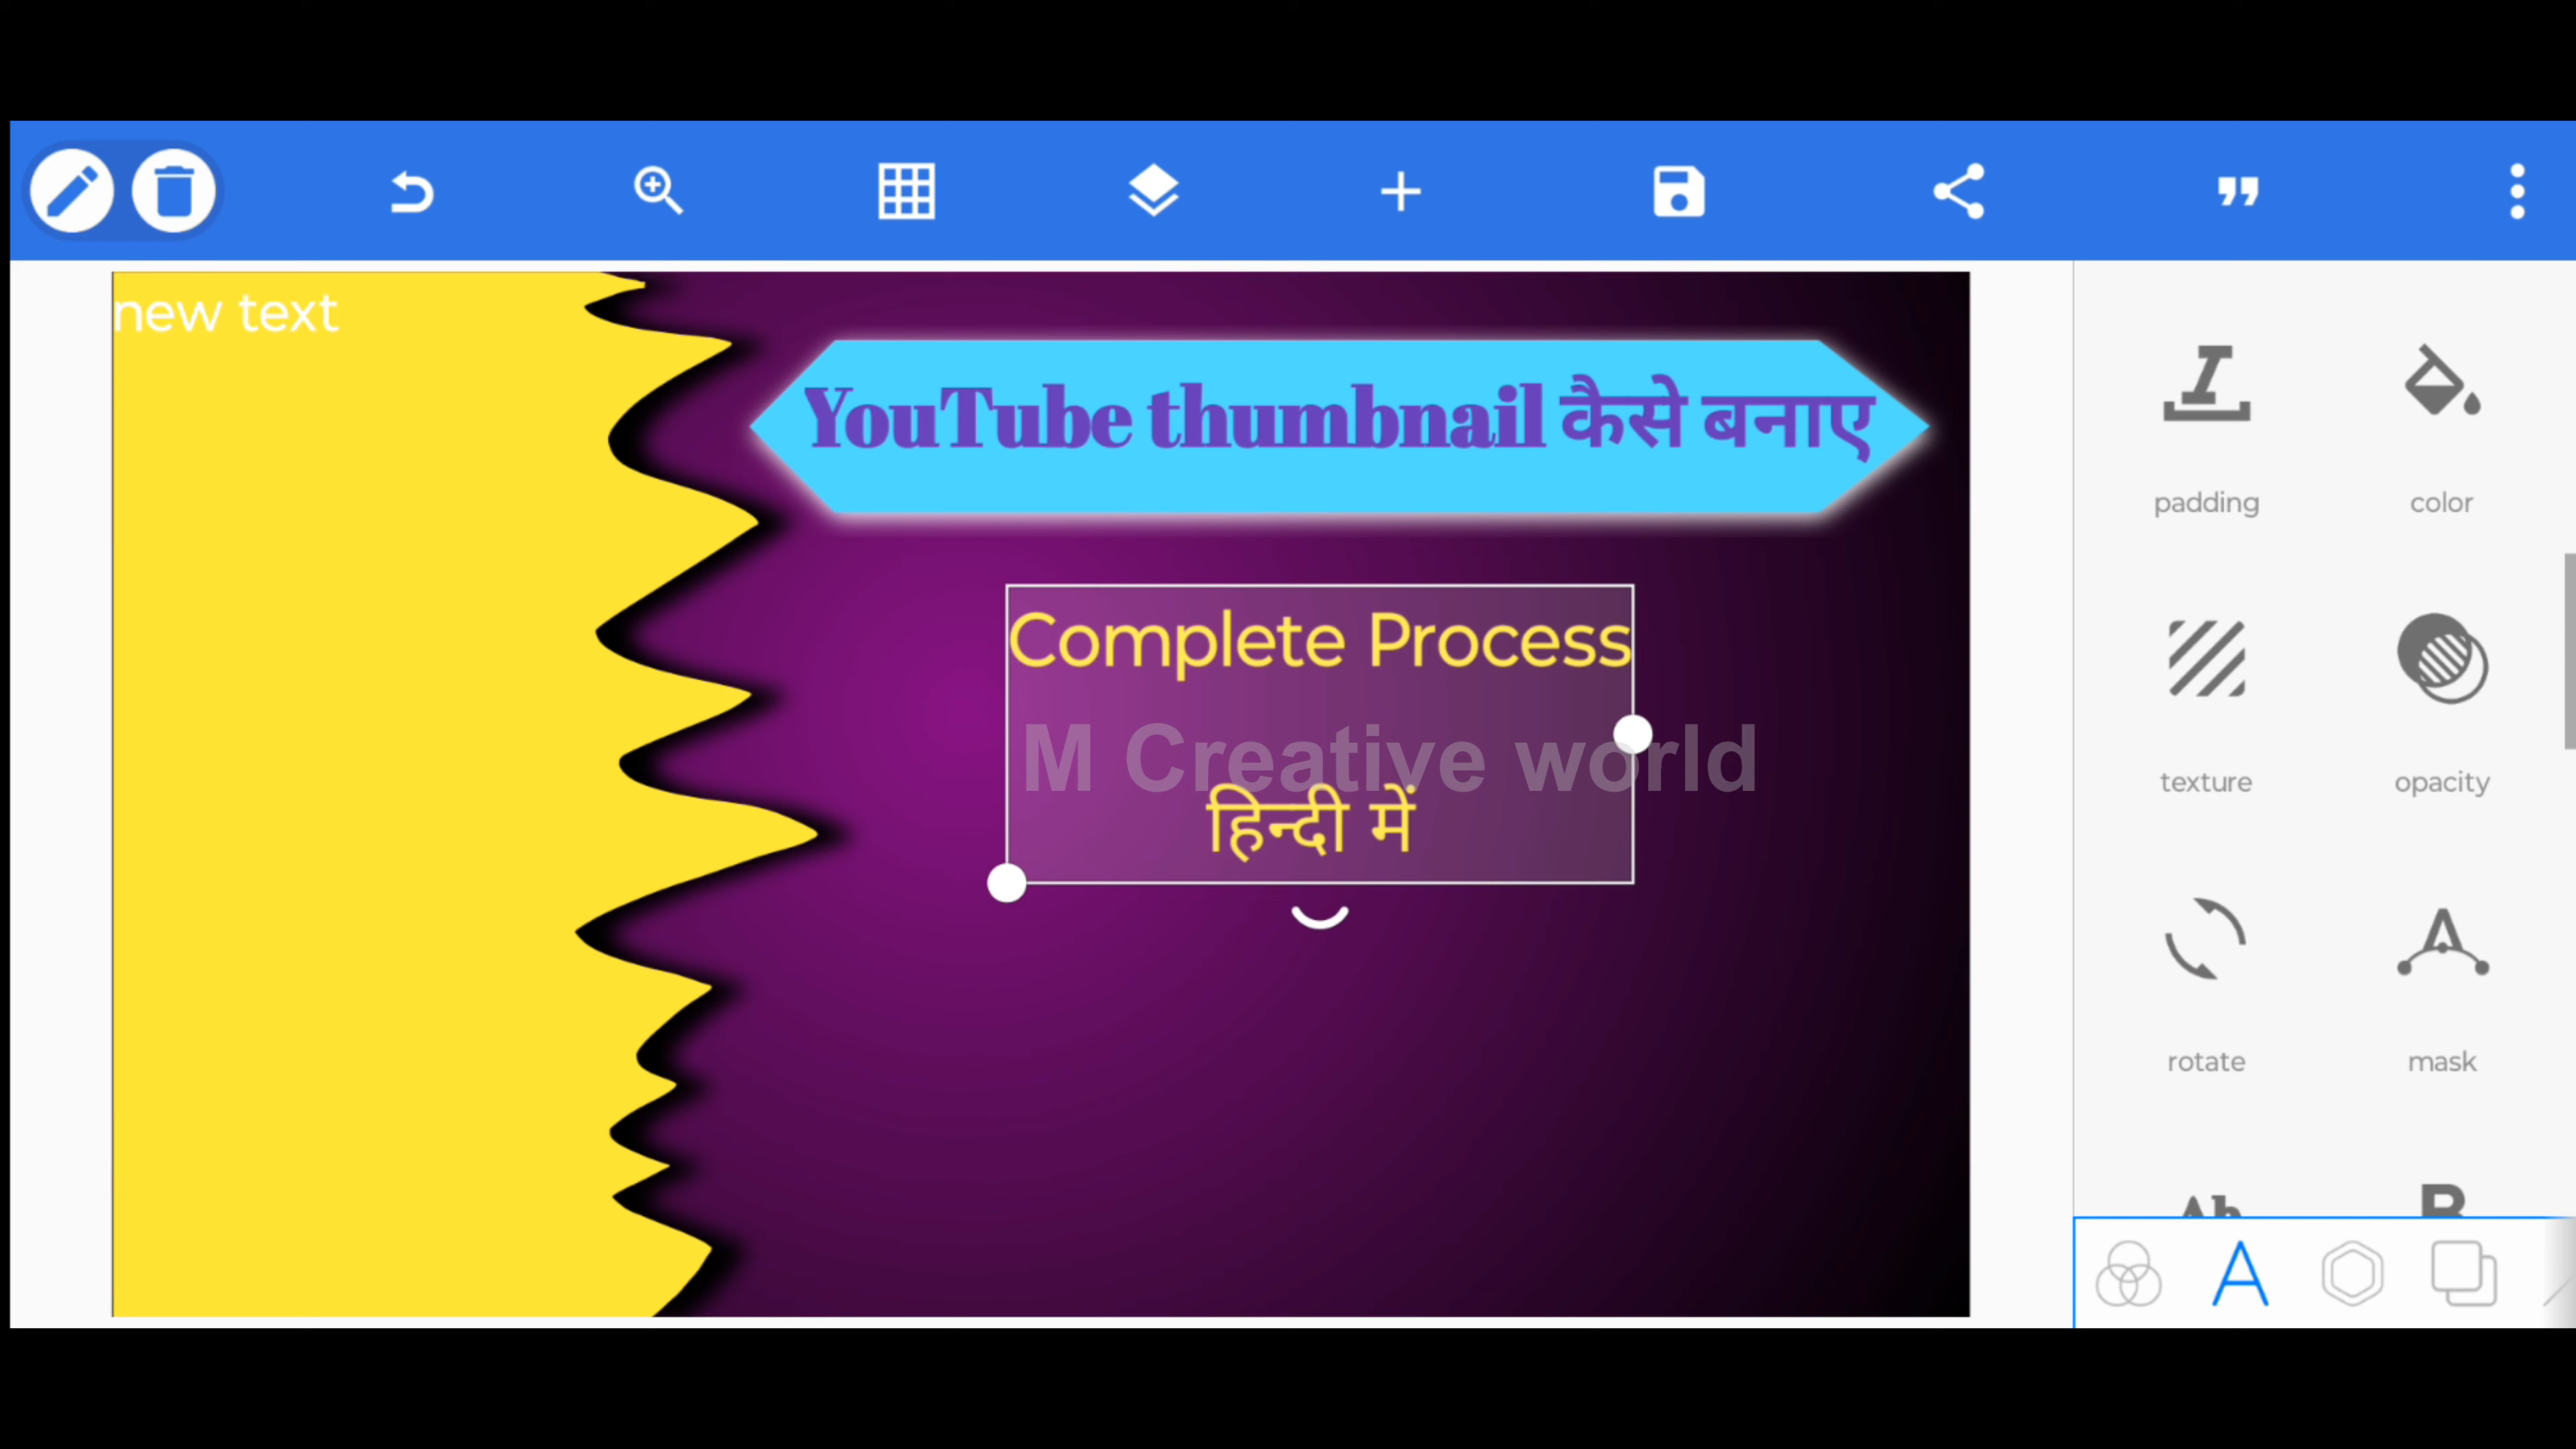 new text
YouTube thumbnail कैसे बनाए
Complete Process
M Creative world
हिन्दी में
padding
color
texture
opacity
rotate
mask